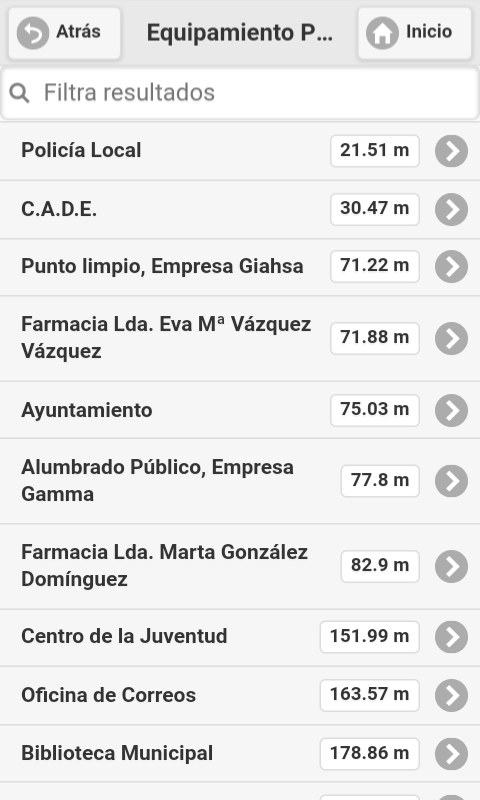 Atrás
Equipamiento P...
Inicio
Filtra resultados
Policía Local
21.51 m
C.A.D.E.
30.47 m
Punto limpio, Empresa Giahsa
71.22 m
Farmacia Lda. Eva Mª Vázquez
Vázquez
71.88 m
Ayuntamiento
75.03 m
Alumbrado Público, Empresa
Gamma
77.8 m
Farmacia Lda. Marta González
Domínguez
82.9 m
Centro de la Juventud
151.99 m
Oficina de Correos
163.57 m
Biblioteca Municipal
178.86 m